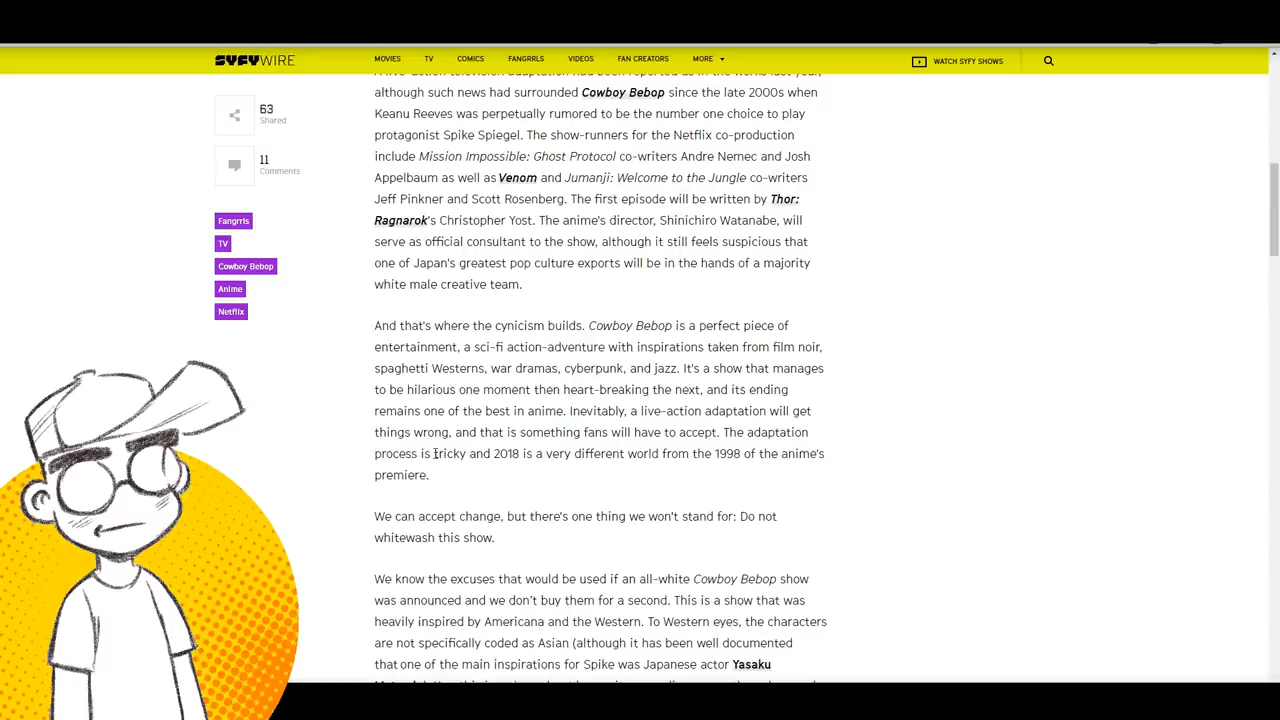 SYFYWIRE
MOVIES TV COMICS FANGRRLS VIDEOS FAN CREATORS MORE
WATCH SYFY SHOWS
63
Shared
11
Comments
Fangrrls
TV
Cowboy Bebop
Anime
Netflix
A live-action television adaptation had been reported as in the works last year,
although such news had surrounded Cowboy Bebop since the late 2000s when
Keanu Reeves was perpetually rumored to be the number one choice to play
protagonist Spike Spiegel. The show-runners for the Netflix co-production
include Mission Impossible: Ghost Protocol co-writers Andre Nemec and Josh
Appelbaum as well as Venom and Jumanji: Welcome to the Jungle co-writers
Jeff Pinkner and Scott Rosenberg. The first episode will be written by Thor:
Ragnarok's Christopher Yost. The anime's director, Shinichiro Watanabe, will
serve as official consultant to the show, although it still feels suspicious that
one of Japan's greatest pop culture exports will be in the hands of a majority
white male creative team.
And that's where the cynicism builds. Cowboy Bebop is a perfect piece of
entertainment, a sci-fi action-adventure with inspirations taken from film noir,
spaghetti Westerns, war dramas, cyberpunk, and jazz. It's a show that manages
to be hilarious one moment then heart-breaking the next, and its ending
remains one of the best in anime. Inevitably, a live-action adaptation will get
things wrong, and that is something fans will have to accept. The adaptation
process is tricky and 2018 is a very different world from the 1998 of the anime's
premiere.
We can accept change, but there's one thing we won't stand for: Do not
whitewash this show.
We know the excuses that would be used if an all-white Cowboy Bebop show
was announced and we don't buy them for a second. This is a show that was
heavily inspired by Americana and the Western. To Western eyes, the characters
are not specifically coded as Asian (although it has been well documented
that one of the main inspirations for Spike was Japanese actor Yasaku